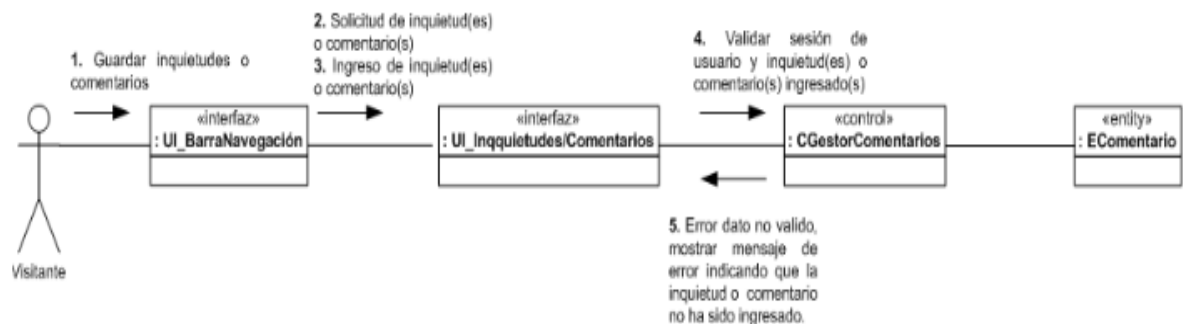 1. Guardar inquietudes o
comentarios
2. Solicitud de inquietud(es)
o comentario(s)
3. Ingreso de inquietud(es)
o comentario(s)
4. Validar sesión de
usuario y inquietud(es) o
comentario(s) ingresado(s)
«interfaz»
: UI_BarraNavegación
«interfaz»
: UI_Inqquietudes/Comentarios
«control»
: CGestorComentarios
«entity»
: EComentario
Visitante
5. Error dato no valido,
mostrar mensaje de
error indicando que la
inquietud o comentario
no ha sido ingresado.